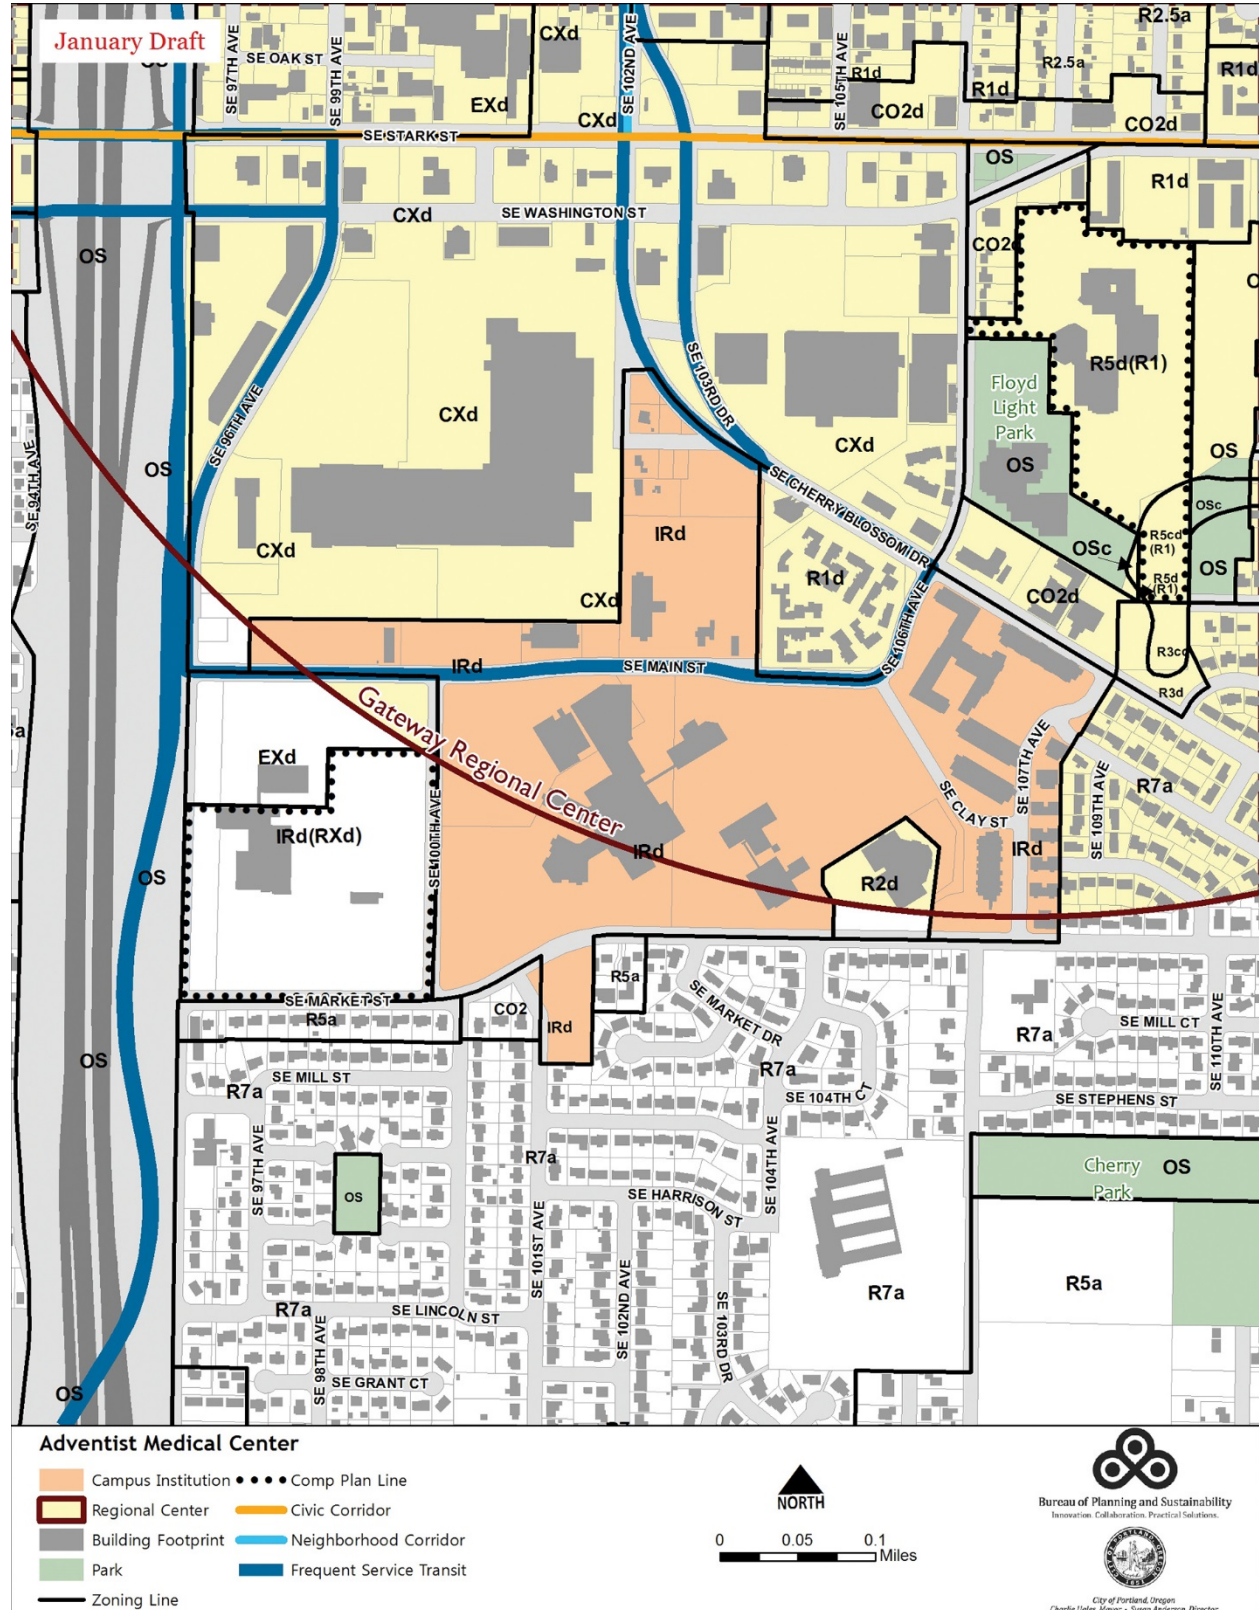 January Draft
SE 97TH AVE
SE OAK ST
SE 99TH AVE
EXd
CXd
SE 102ND AVE
CXd
SE 105TH AVE
R1d
R1d
R2.5a
R2.5a
R1d
CO2d
CO2d
SE STARK ST
OS
R1d
CXd
SE WASHINGTON ST
CO2d
OS
SE 96TH AVE
CXd
SE 103RD DR
CXd
Floyd
Light
Park
OS
R5d(R1)
OS
SE 94TH AVE
OS
CXd
IRd
SE CHERRY BLOSSOM DR
OSc
OSc
R5cd
(R1)
R5d
(R1)
OS
CXd
R1d
CO2d
SE 106TH AVE
IRd
SE MAIN ST
R3cd
R3d
Gateway Regional Center
EXd
IRd(RXd)
SE 100TH AVE
IRd
SE CLAY ST
SE 107TH AVE
SE 109TH AVE
R7a
IRd
R2d
OS
SE MARKET ST
R5a
CO2
IRd
R5a
SE MARKET DR
R7a
SE MILL CT
SE 110TH AVE
OS
SE MILL ST
R7a
R7a
SE 104TH CT
SE STEPHENS ST
SE 97TH AVE
OS
R7a
SE 101ST AVE
SE HARRISON ST
SE 104TH AVE
Cherry
Park
OS
R7a
R5a
R7a
SE LINCOLN ST
SE 102ND AVE
SE 103RD DR
SE 98TH AVE
SE GRANT CT
OS
Adventist Medical Center
Campus Institution
Comp Plan Line
Regional Center
Civic Corridor
Building Footprint
Neighborhood Corridor
Park
Frequent Service Transit
Zoning Line
NORTH
0 0.05 0.1
Miles
Bureau of Planning and Sustainability
Innovation. Collaboration. Practical Solutions.
City of Portland, Oregon
Charlie Hales, Mayor • Susan Anderson, Director